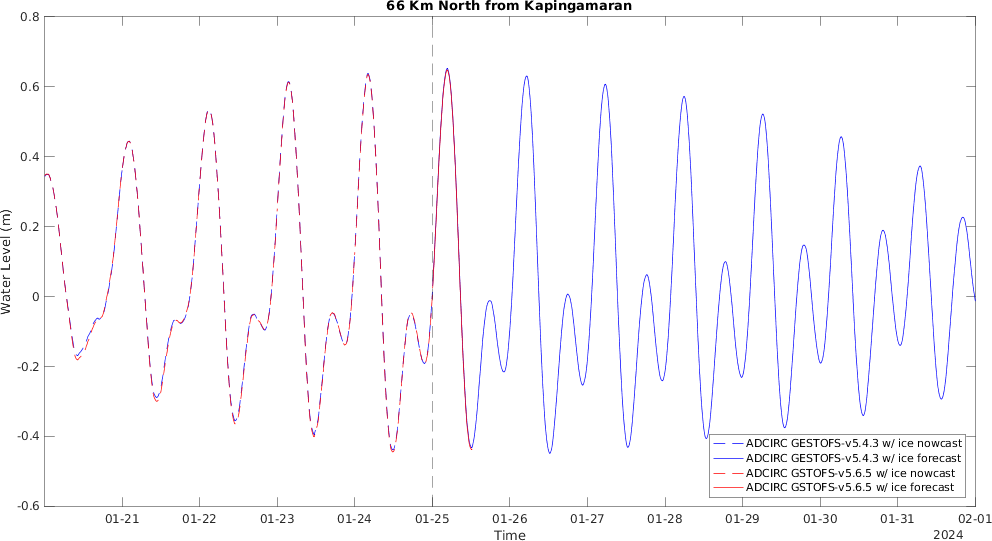 66 Km North from Kapingamaran
0.8
0.6
0.4
0.2
0
-0.2
-0.4
-0.6
Water Level (m)
ADCIRC GESTOFS-v5.4.3 w/ ice nowcast
ADCIRC GESTOFS-v5.4.3 w/ ice forecast
ADCIRC GSTOFS-v5.6.5 w/ ice nowcast
ADCIRC GSTOFS-v5.6.5 w/ ice forecast
01-21 01-22 01-23 01-24 01-25 01-26 01-27 01-28 01-29 01-30 01-31 02-01
Time
2024